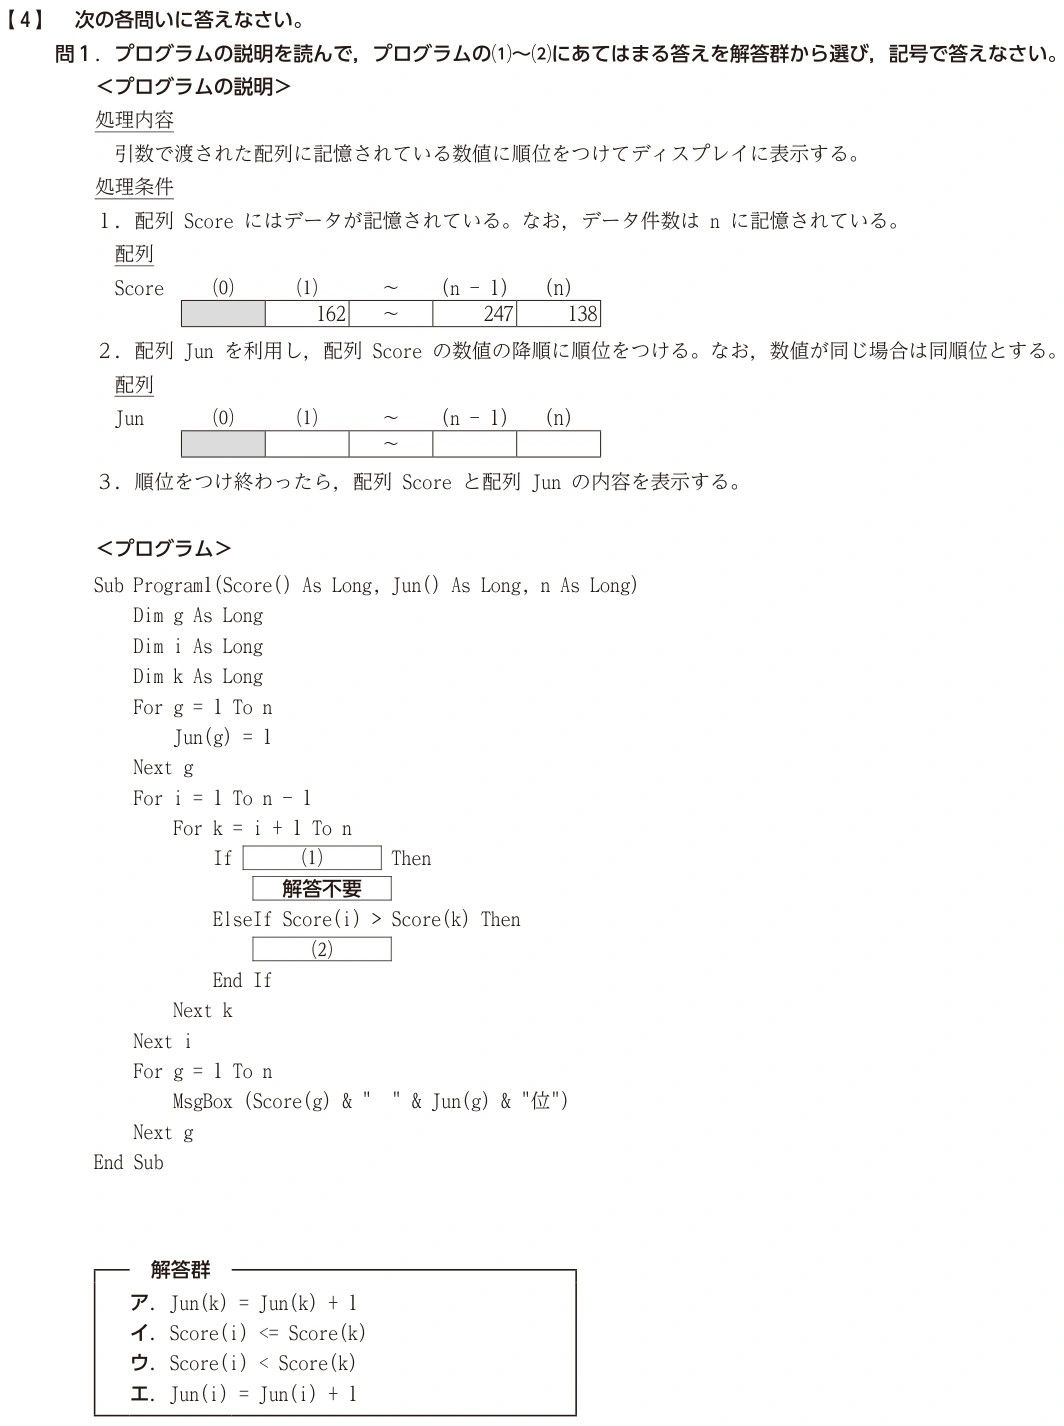 【4】 次の各問いに答えなさい。
問1．プログラムの説明を読んで，プログラムの⑴～⑵にあてはまる答えを解答群から選び，記号で答えなさい。
＜プログラムの説明＞
処理内容
引数で渡された配列に記憶されている数値に順位をつけてディスプレイに表示する。
処理条件
1．配列 Score にはデータが記憶されている。なお，データ件数は n に記憶されている。
配列
Score (0) (1) ～ (n - 1) (n)
162 ～ 247 138
2．配列 Jun を利用し，配列 Score の数値の降順に順位をつける。なお，数値が同じ場合は同順位とする。
配列
Jun (0) (1) ～ (n - 1) (n)
～
3．順位をつけ終わったら，配列 Score と配列 Jun の内容を表示する。
＜プログラム＞
Sub Program1(Score() As Long, Jun() As Long, n As Long)
Dim g As Long
Dim i As Long
Dim k As Long
For g = 1 To n
Jun(g) = 1
Next g
For i = 1 To n - 1
For k = i + 1 To n
If ⑴ Then
解答不要
ElseIf Score(i) > Score(k) Then
⑵
End If
Next k
Next i
For g = 1 To n
MsgBox (Score(g) & "　" & Jun(g) & "位")
Next g
End Sub
解答群
ア．Jun(k) = Jun(k) + 1
イ．Score(i) <= Score(k)
ウ．Score(i) < Score(k)
エ．Jun(i) = Jun(i) + 1